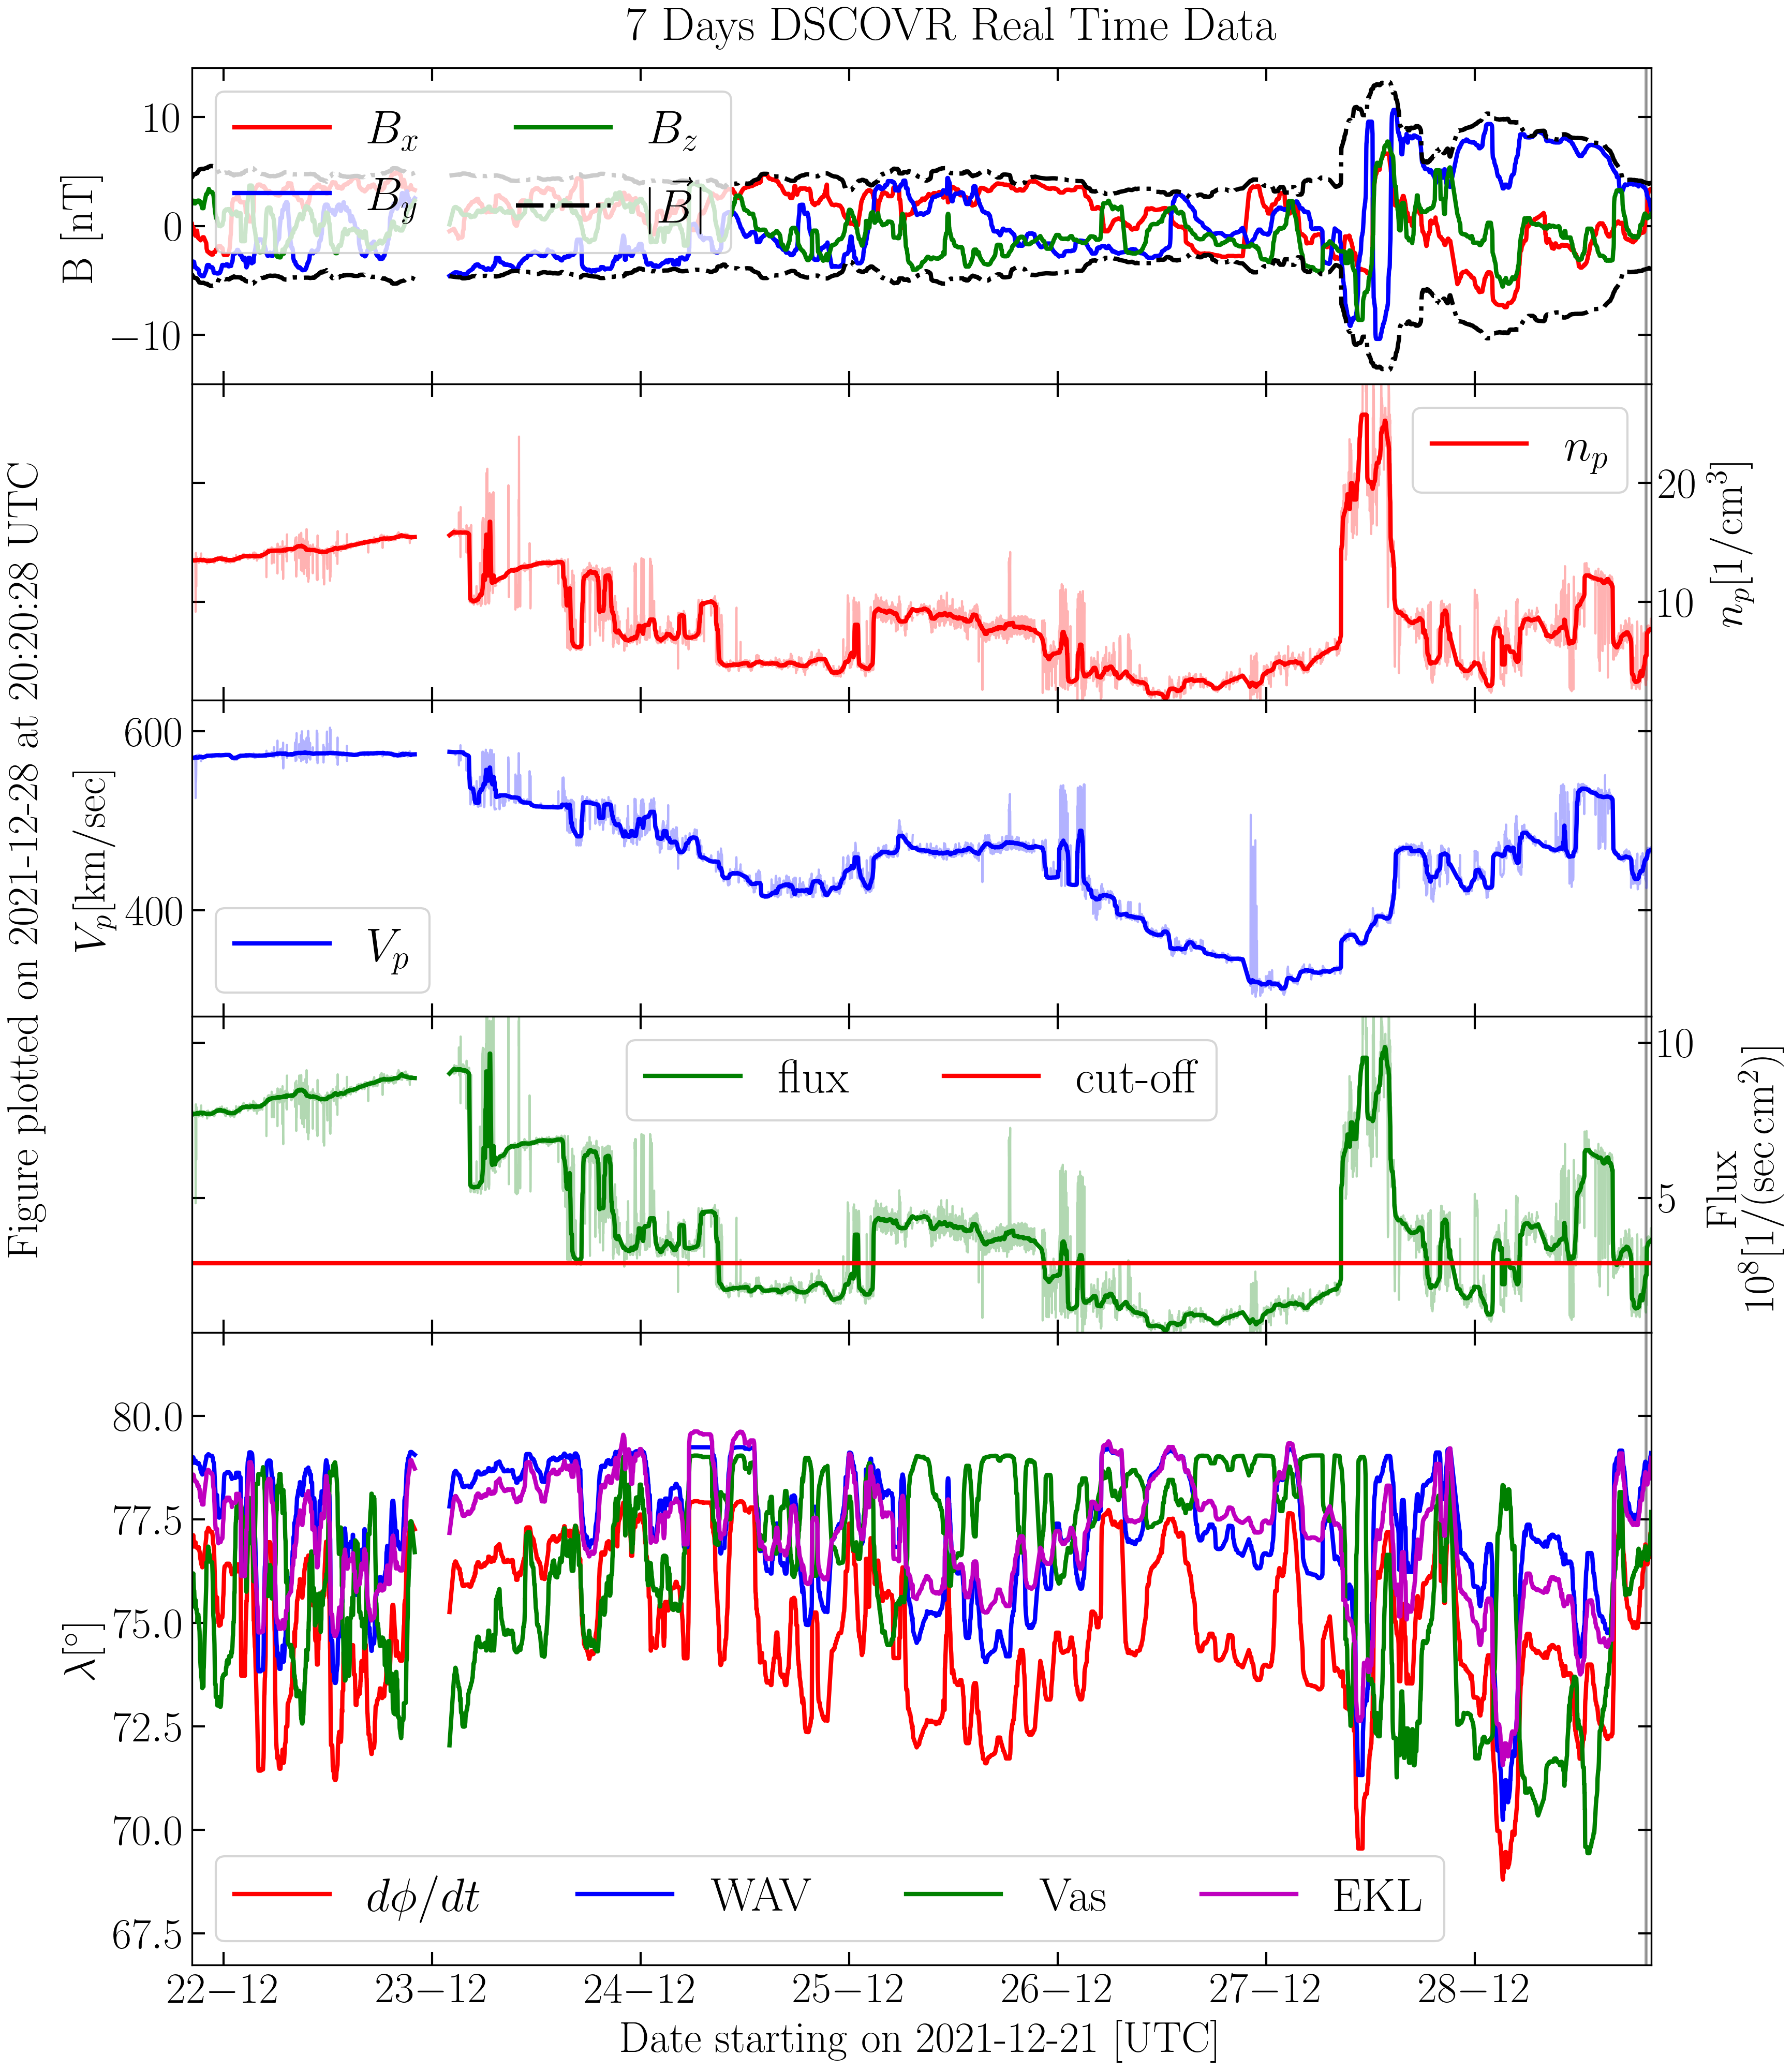 7 Days DSCOVR Real Time Data
Figure plotted on 2021-12-28 at 20:20:28 UTC
B [nT]
10
0
−10
B_x
B_z
B_y
|B⃗|
n_p
20
10
n_p[1/cm³]
V_p[km/sec]
600
400
V_p
flux
cut-off
10
5
Flux
10⁸[1/(sec cm²)]
λ[°]
80.0
77.5
75.0
72.5
70.0
67.5
dϕ/dt
WAV
Vas
EKL
22−12
23−12
24−12
25−12
26−12
27−12
28−12
Date starting on 2021-12-21 [UTC]